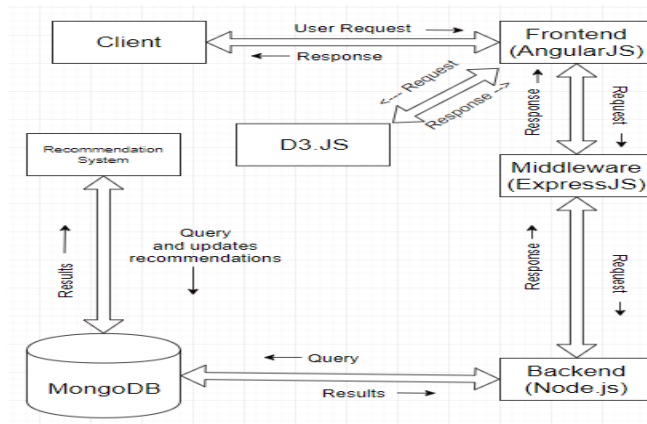 Client
User Request
Response
Frontend
(AngularJS)
<--- Request
Response -->
D3.JS
Response
Request
Recommendation
System
Middleware
(ExpressJS)
Results
Query
and updates
recommendations
Response
Request
MongoDB
Query
Results
Backend
(Node.js)